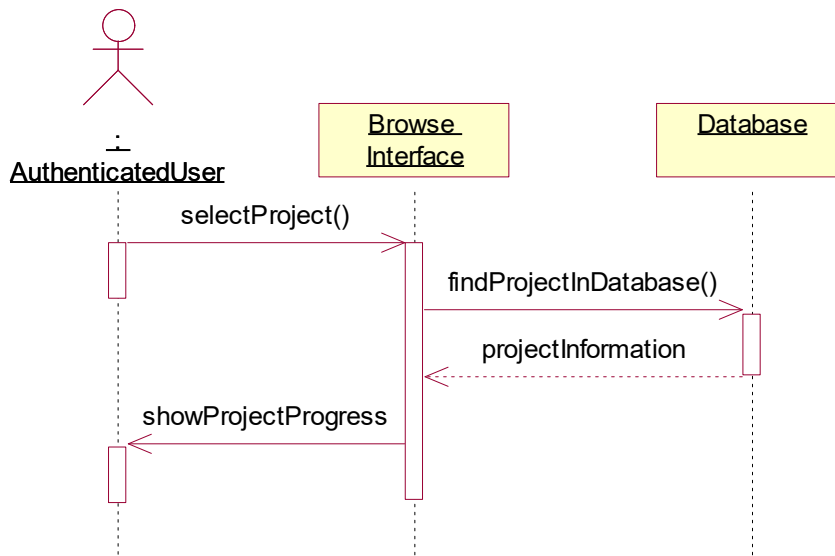 :
AuthenticatedUser
Browse
Interface
Database
selectProject()
findProjectInDatabase()
projectInformation
showProjectProgress